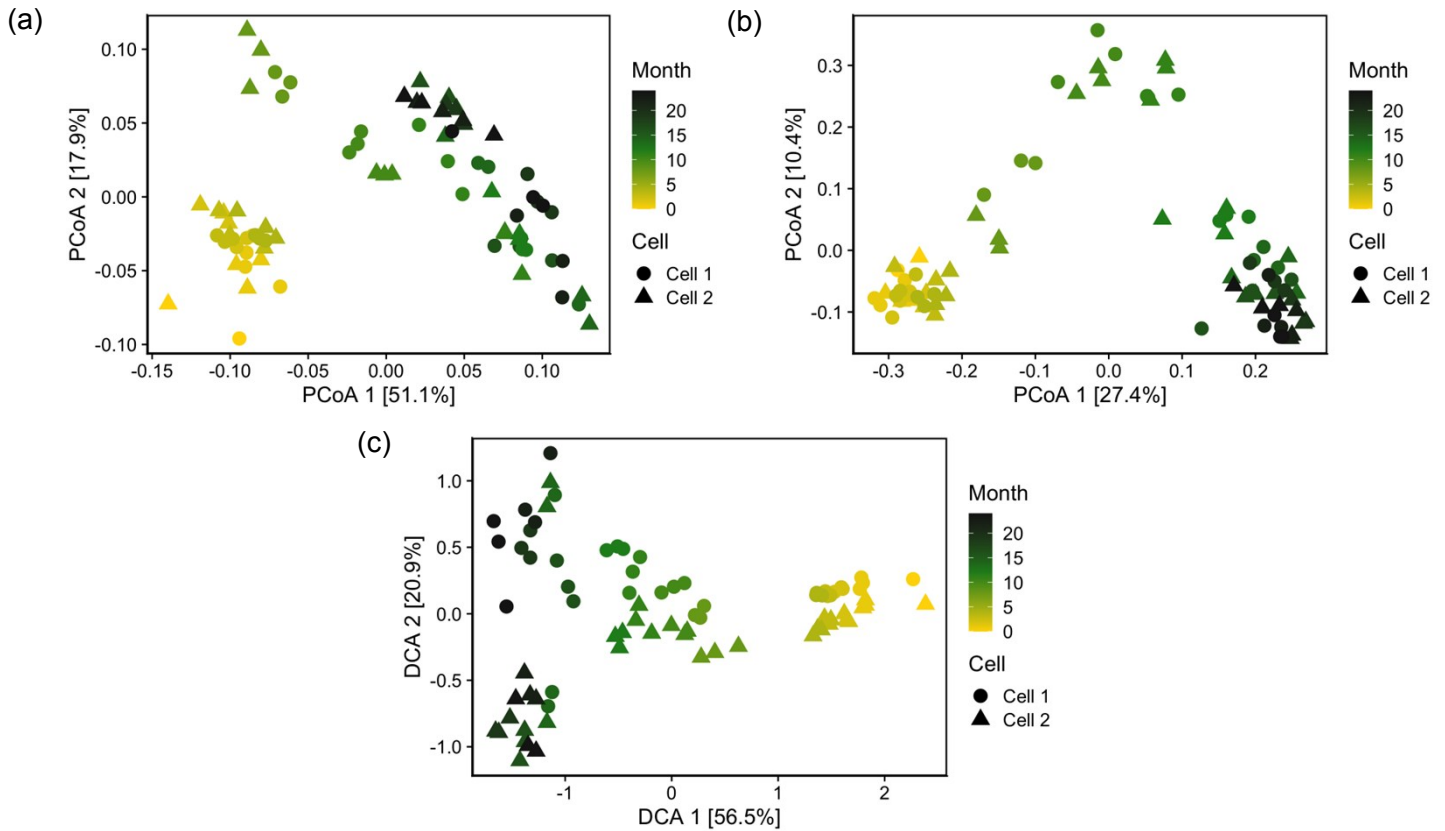 (a)
0.10
0.05
0.00
-0.05
-0.10
PCoA 2 [17.9%]
-0.15
-0.10
-0.05
0.00
0.05
0.10
PCoA 1 [51.1%]
Month
20
15
10
5
0
Cell
Cell 1
Cell 2
(b)
0.3
0.2
0.1
0.0
-0.1
PCoA 2 [10.4%]
-0.3
-0.2
-0.1
0.0
0.1
0.2
PCoA 1 [27.4%]
Month
20
15
10
5
0
Cell
Cell 1
Cell 2
(c)
1.0
0.5
0.0
-0.5
-1.0
DCA 2 [20.9%]
-1
0
1
2
DCA 1 [56.5%]
Month
20
15
10
5
0
Cell
Cell 1
Cell 2